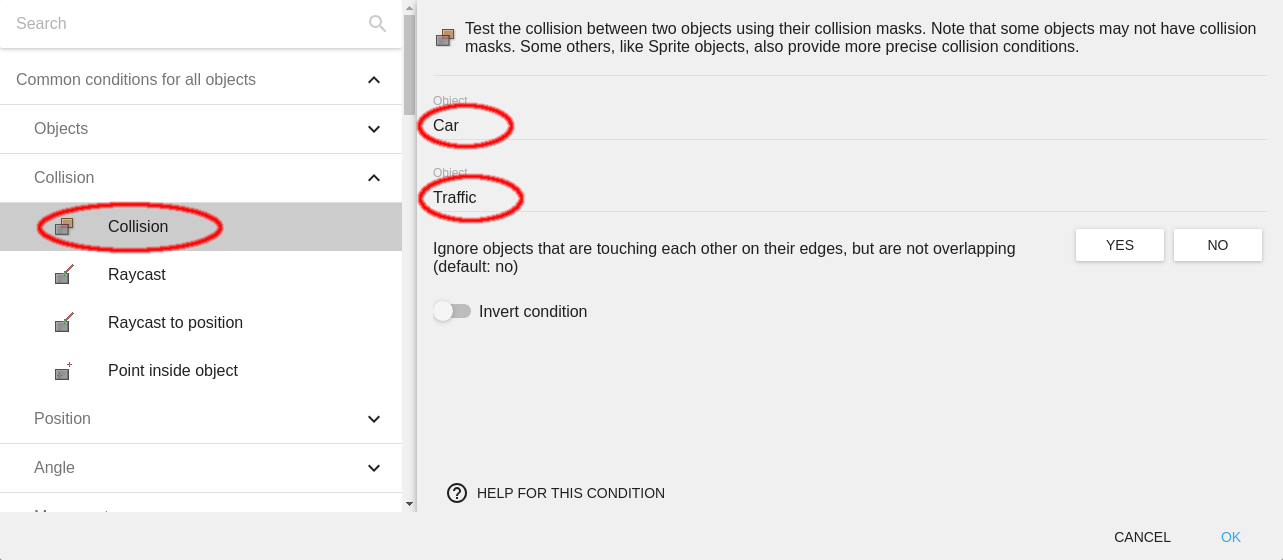 Search
Common conditions for all objects
Objects
Collision
Collision
Raycast
Raycast to position
Point inside object
Position
Angle
Test the collision between two objects using their collision masks. Note that some objects may not have collision
masks. Some others, like Sprite objects, also provide more precise collision conditions.
Object
Car
Object
Traffic
Ignore objects that are touching each other on their edges, but are not overlapping
(default: no)
YES
NO
Invert condition
HELP FOR THIS CONDITION
CANCEL
OK